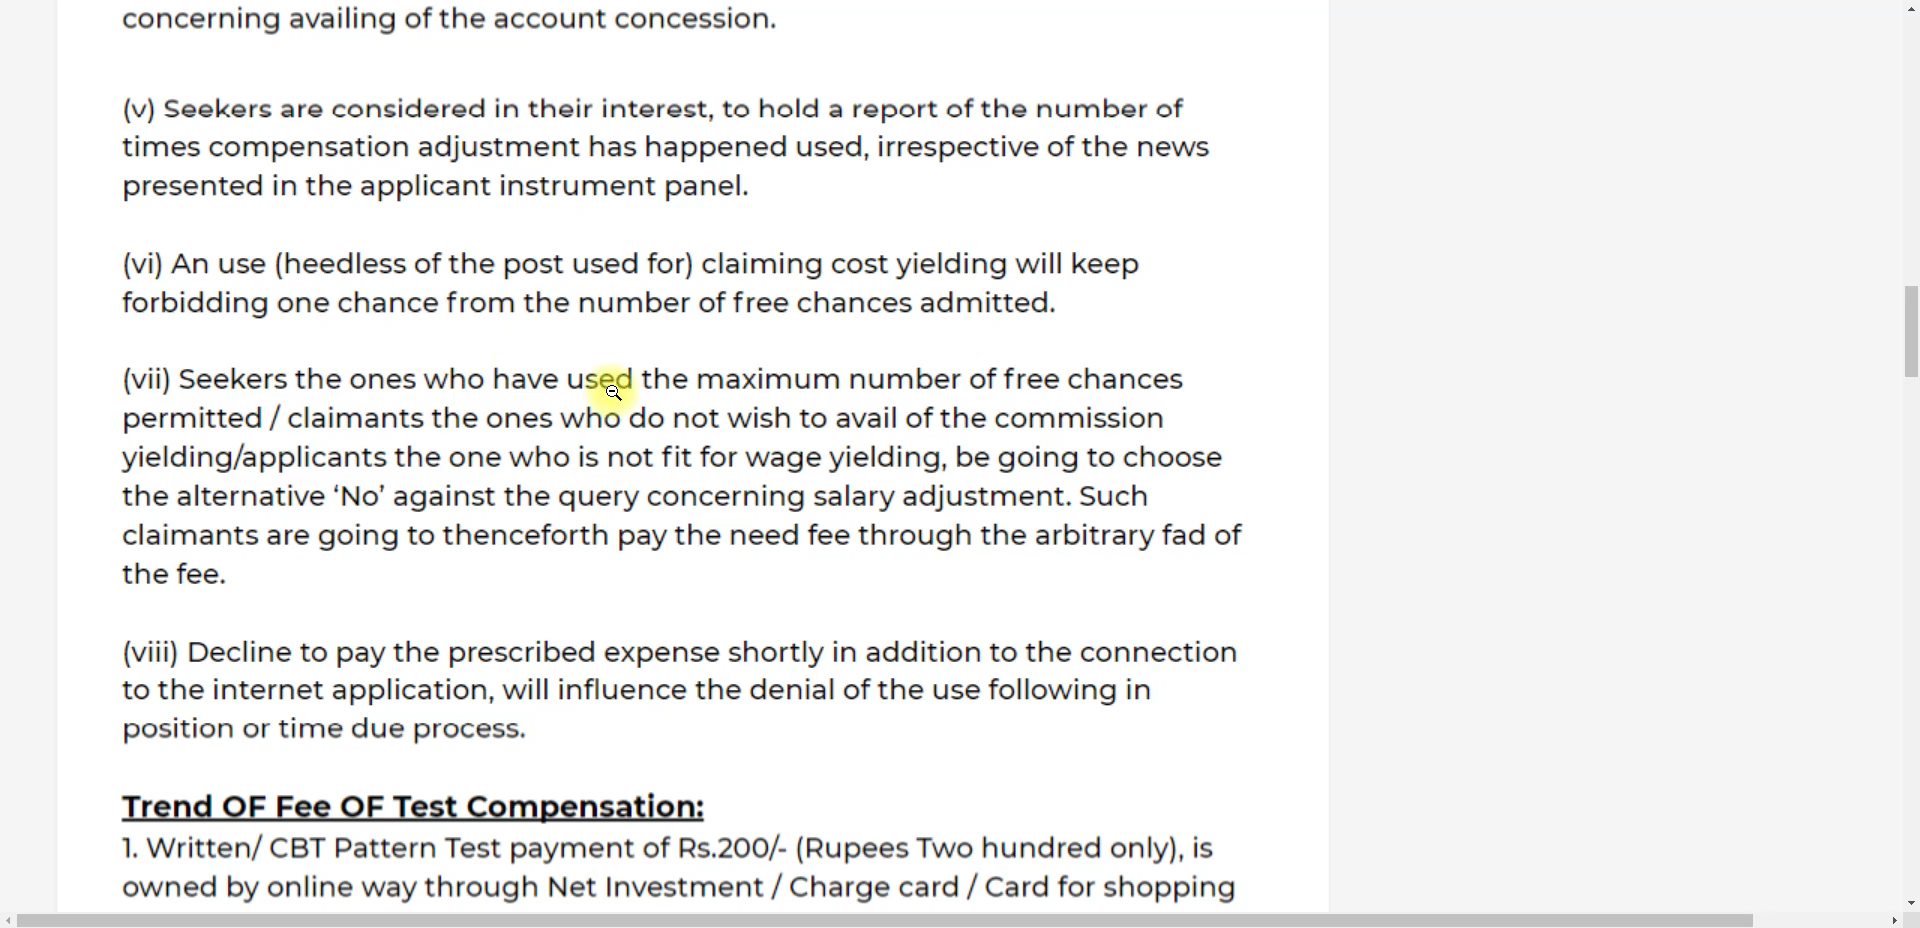 concerning availing of the account concession.
(v) Seekers are considered in their interest, to hold a report of the number of
times compensation adjustment has happened used, irrespective of the news
presented in the applicant instrument panel.
(vi) An use (heedless of the post used for) claiming cost yielding will keep
forbidding one chance from the number of free chances admitted.
(vii) Seekers the ones who have used the maximum number of free chances
permitted / claimants the ones who do not wish to avail of the commission
yielding/applicants the one who is not fit for wage yielding, be going to choose
the alternative ‘No’ against the query concerning salary adjustment. Such
claimants are going to thenceforth pay the need fee through the arbitrary fad of
the fee.
(viii) Decline to pay the prescribed expense shortly in addition to the connection
to the internet application, will influence the denial of the use following in
position or time due process.
Trend OF Fee OF Test Compensation:
1. Written/ CBT Pattern Test payment of Rs.200/- (Rupees Two hundred only), is
owned by online way through Net Investment / Charge card / Card for shopping